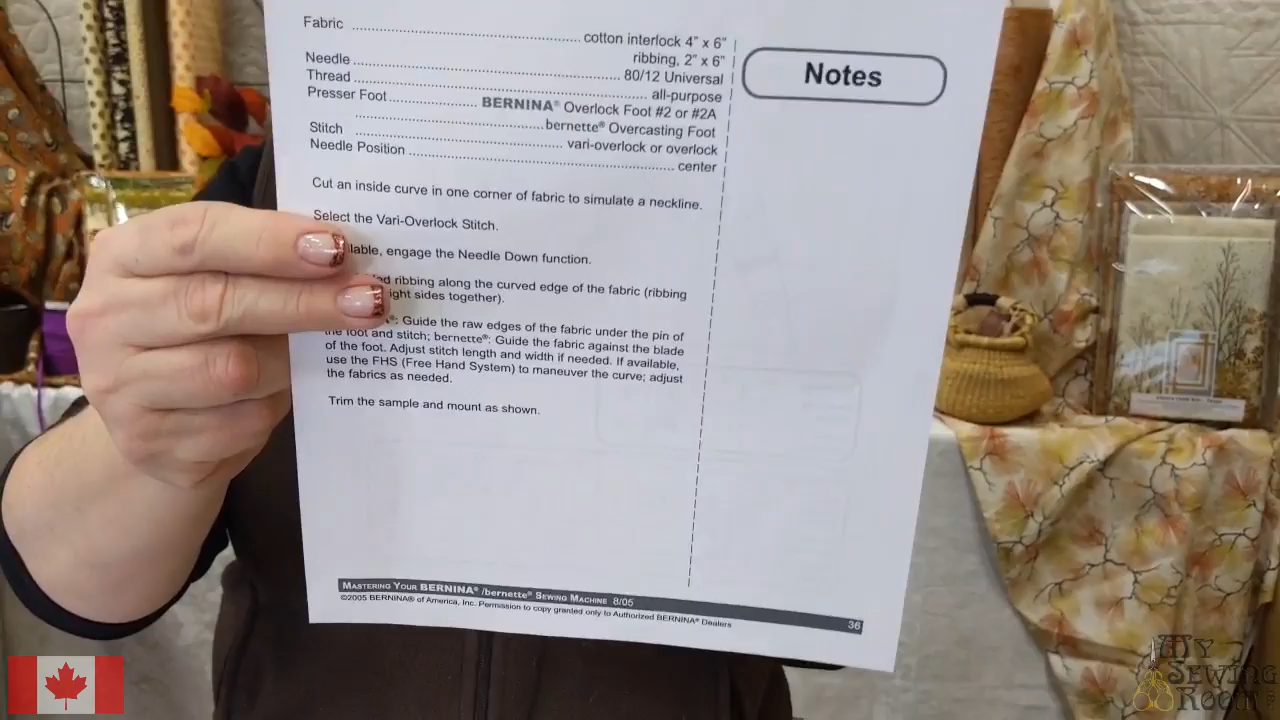 Fabric ........ cotton interlock 4" x 6"
ribbing, 2" x 6"
Needle ........ 80/12 Universal
Thread ........ all-purpose
Presser Foot ........ BERNINA® Overlock Foot #2 or #2A
........ bernette® Overcasting Foot
Stitch ........ vari-overlock or overlock
Needle Position ........ center
Notes
Cut an inside curve in one corner of fabric to simulate a neckline.
Select the Vari-Overlock Stitch.
engage the Needle Down function.
ribbing along the curved edge of the fabric (ribbing
sides together).
Guide the raw edges of the fabric under the pin of
the foot and stitch; bernette®: Guide the fabric against the blade
of the foot. Adjust stitch length and width if needed. If available,
use the FHS (Free Hand System) to maneuver the curve; adjust
the fabrics as needed.
Trim the sample and mount as shown.
MASTERING YOUR BERNINA® /bernette® SEWING MACHINE 8/05
36
©2005 BERNINA® of America, Inc. Permission to copy granted only to Authorized BERNINA® Dealers
My
Sewing
Room